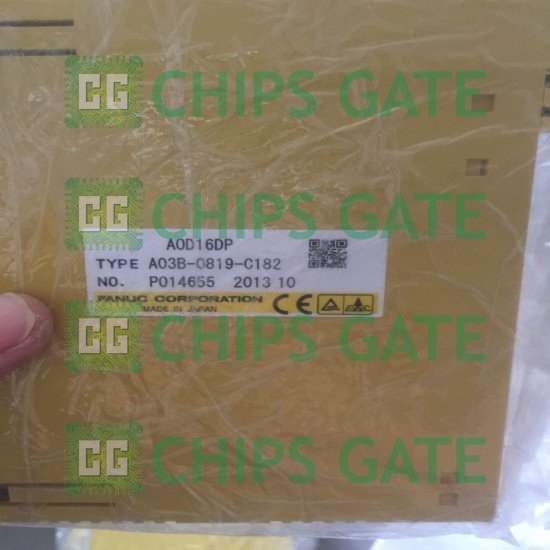 CG CHIPS GATE
CG CHIPS GATE
AOD16DP
TYPE A03B-0819-C182
NO. P014655 2013 10
FANUC CORPORATION
MADE IN JAPAN
CE
CG CHIPS GATE
CG CHIPS GATE